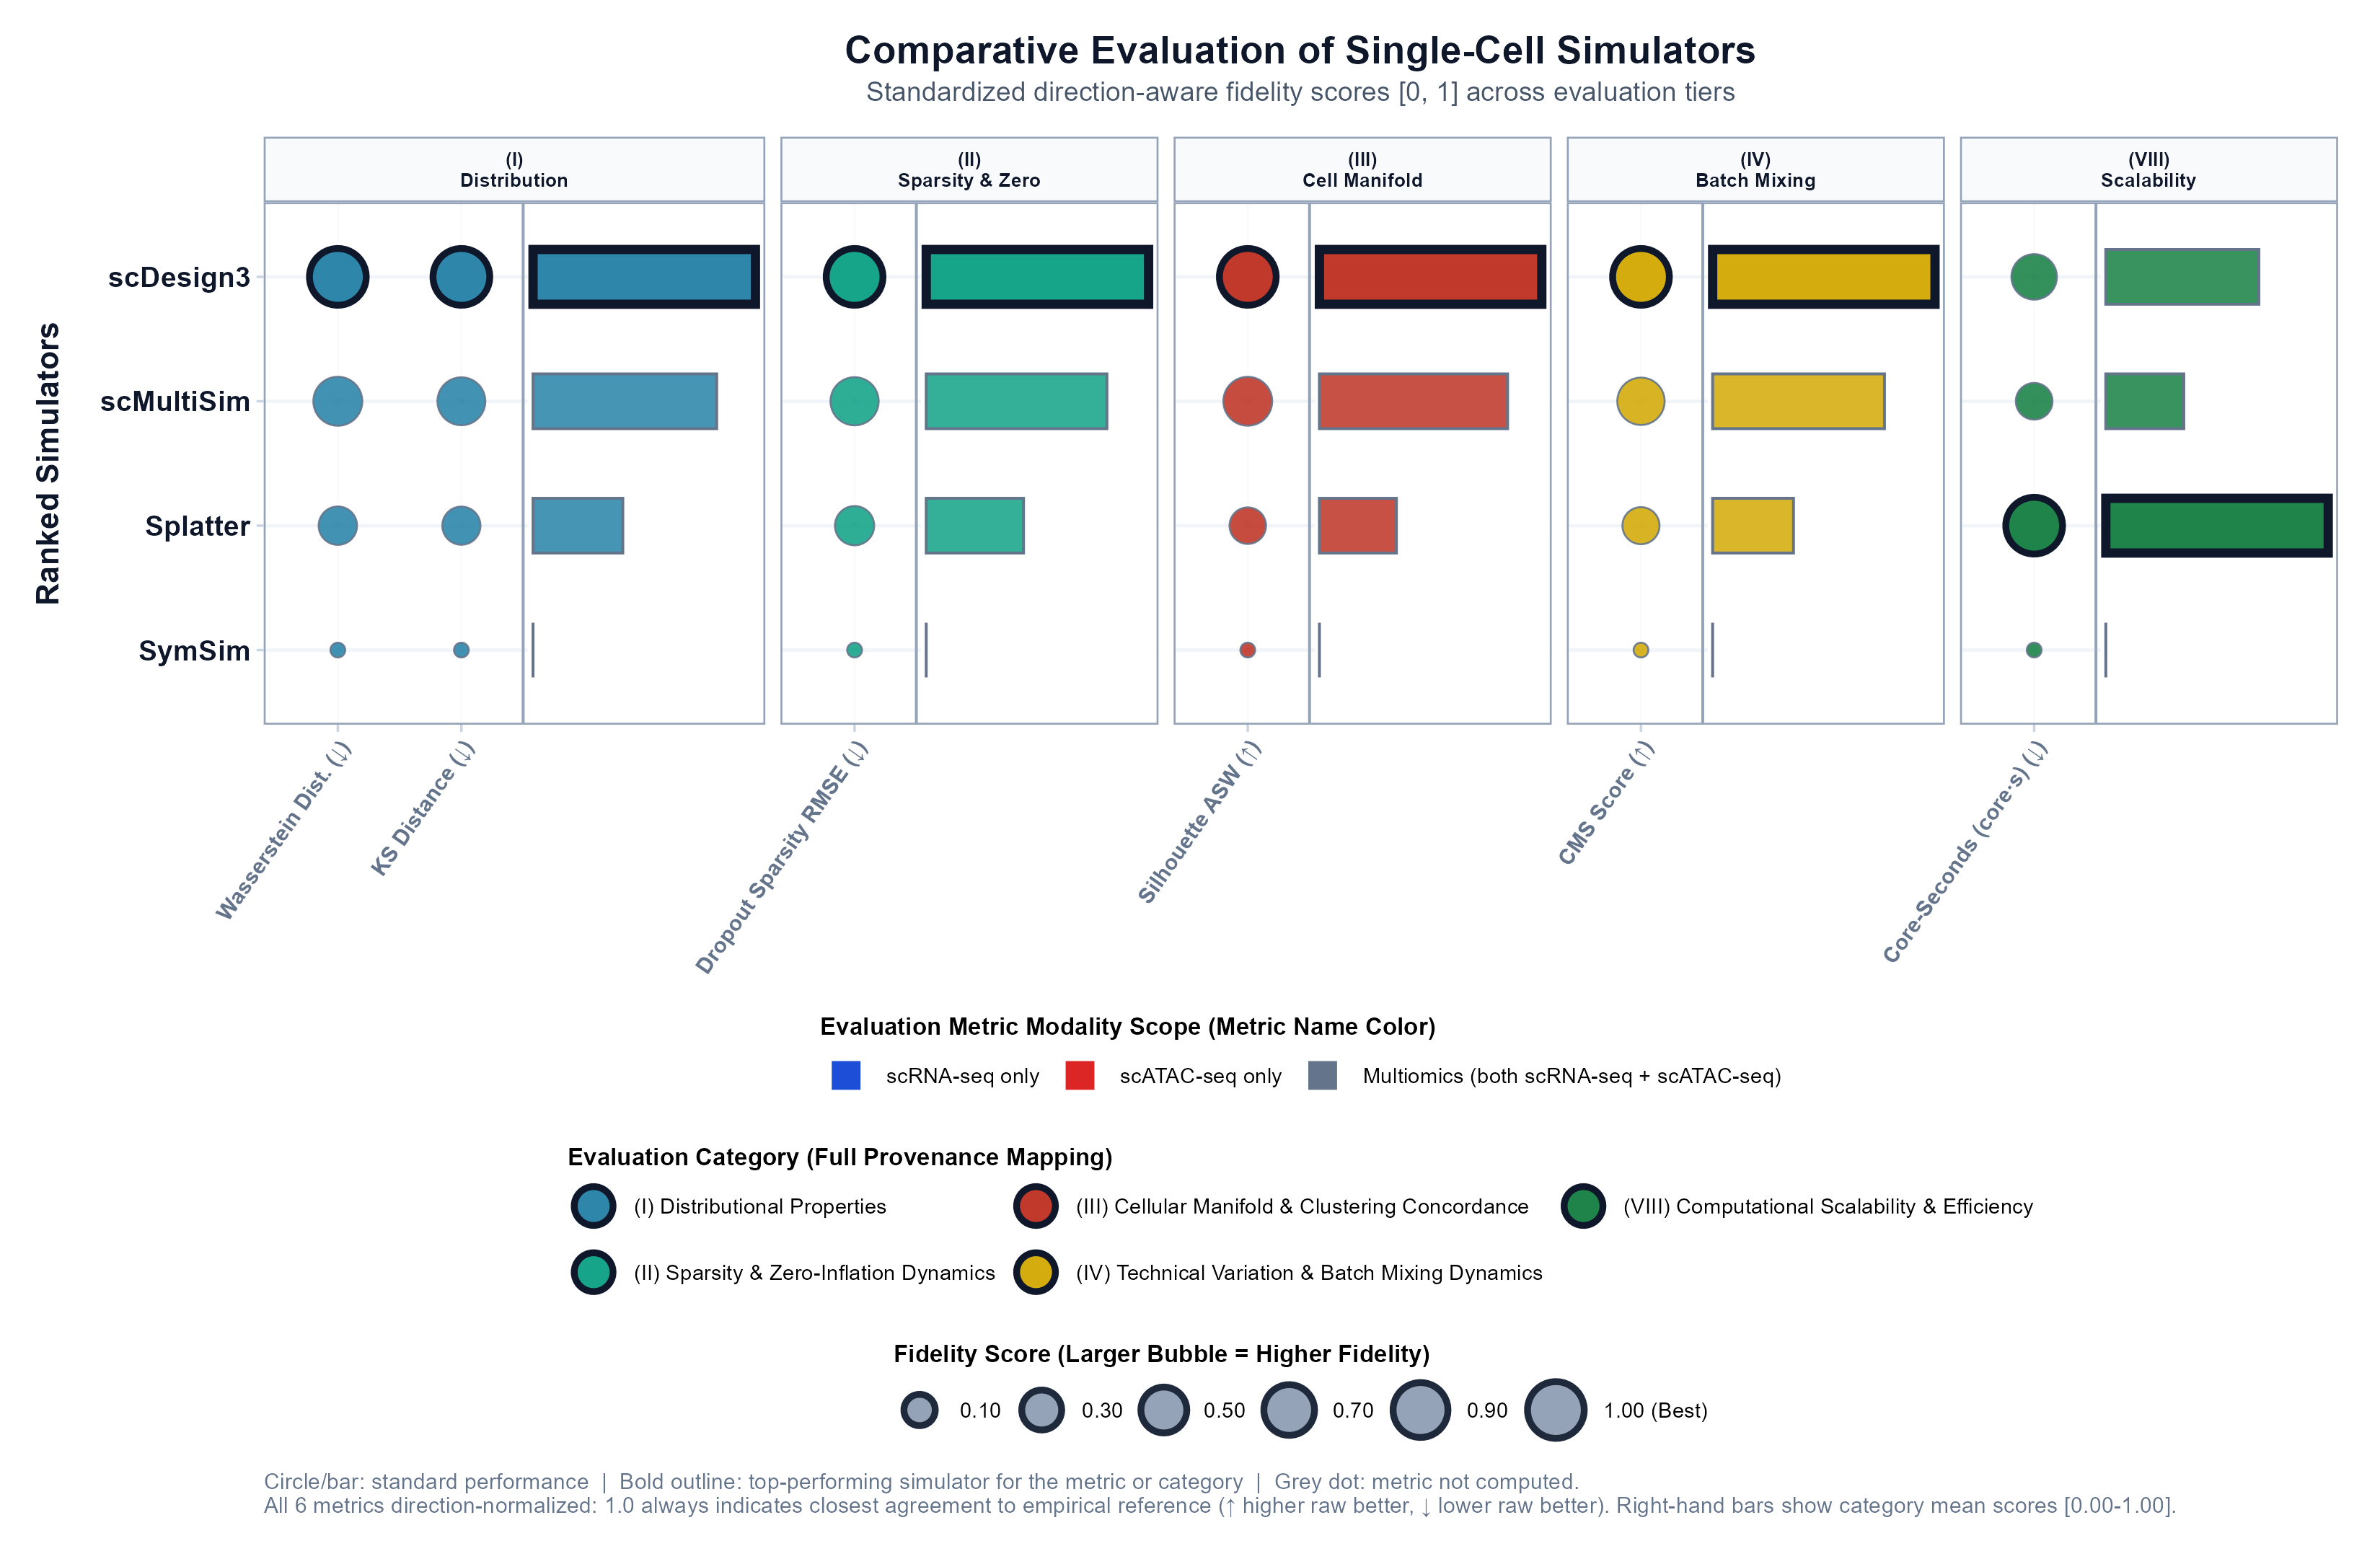 Comparative Evaluation of Single-Cell Simulators
Standardized direction-aware fidelity scores [0, 1] across evaluation tiers
(I)
Distribution
(II)
Sparsity & Zero
(III)
Cell Manifold
(IV)
Batch Mixing
(VIII)
Scalability
Ranked Simulators
scDesign3
scMultiSim
Splatter
SymSim
Wasserstein Dist. (↓)
KS Distance (↓)
Dropout Sparsity RMSE (↓)
Silhouette ASW (↑)
CMS Score (↑)
Core-Seconds (core·s) (↓)
Evaluation Metric Modality Scope (Metric Name Color)
scRNA-seq only
scATAC-seq only
Multiomics (both scRNA-seq + scATAC-seq)
Evaluation Category (Full Provenance Mapping)
(I) Distributional Properties
(III) Cellular Manifold & Clustering Concordance
(VIII) Computational Scalability & Efficiency
(II) Sparsity & Zero-Inflation Dynamics
(IV) Technical Variation & Batch Mixing Dynamics
Fidelity Score (Larger Bubble = Higher Fidelity)
0.10
0.30
0.50
0.70
0.90
1.00 (Best)
Circle/bar: standard performance | Bold outline: top-performing simulator for the metric or category | Grey dot: metric not computed.
All 6 metrics direction-normalized: 1.0 always indicates closest agreement to empirical reference (↑ higher raw better, ↓ lower raw better). Right-hand bars show category mean scores [0.00-1.00].